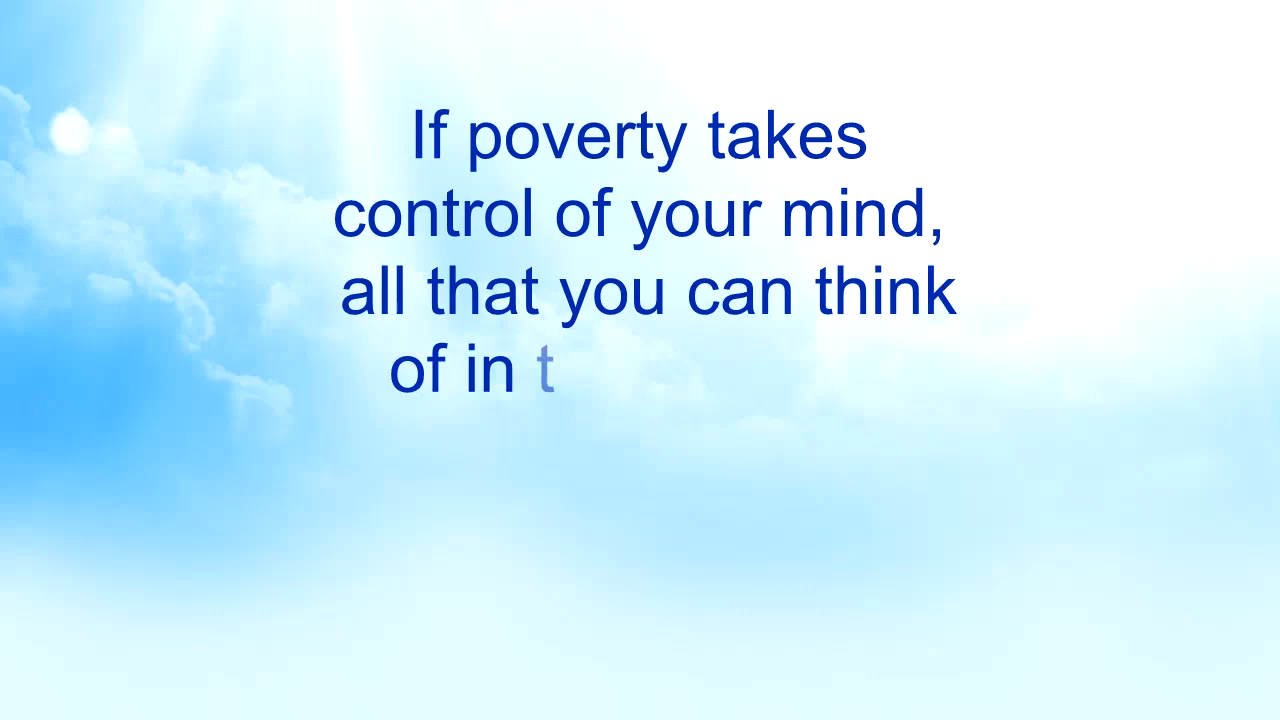 If poverty takes
control of your mind,
all that you can think
of in t